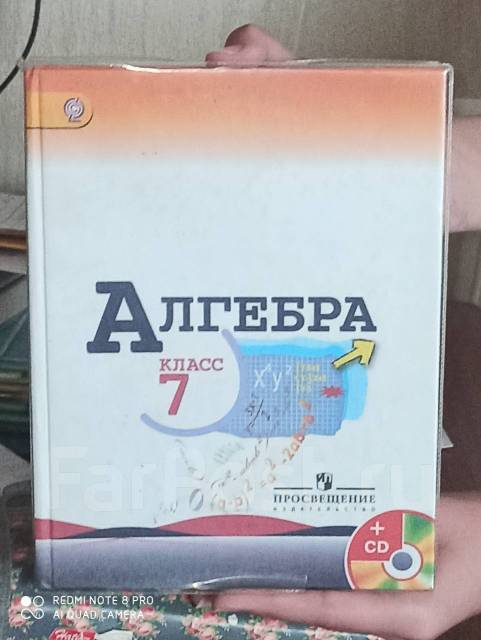 АЛГЕБРА
КЛАСС
7
ПРОСВЕЩЕНИЕ
ИЗДАТЕЛЬСТВО
+
CD
REDMI NOTE 8 PRO
AI QUAD CAMERA